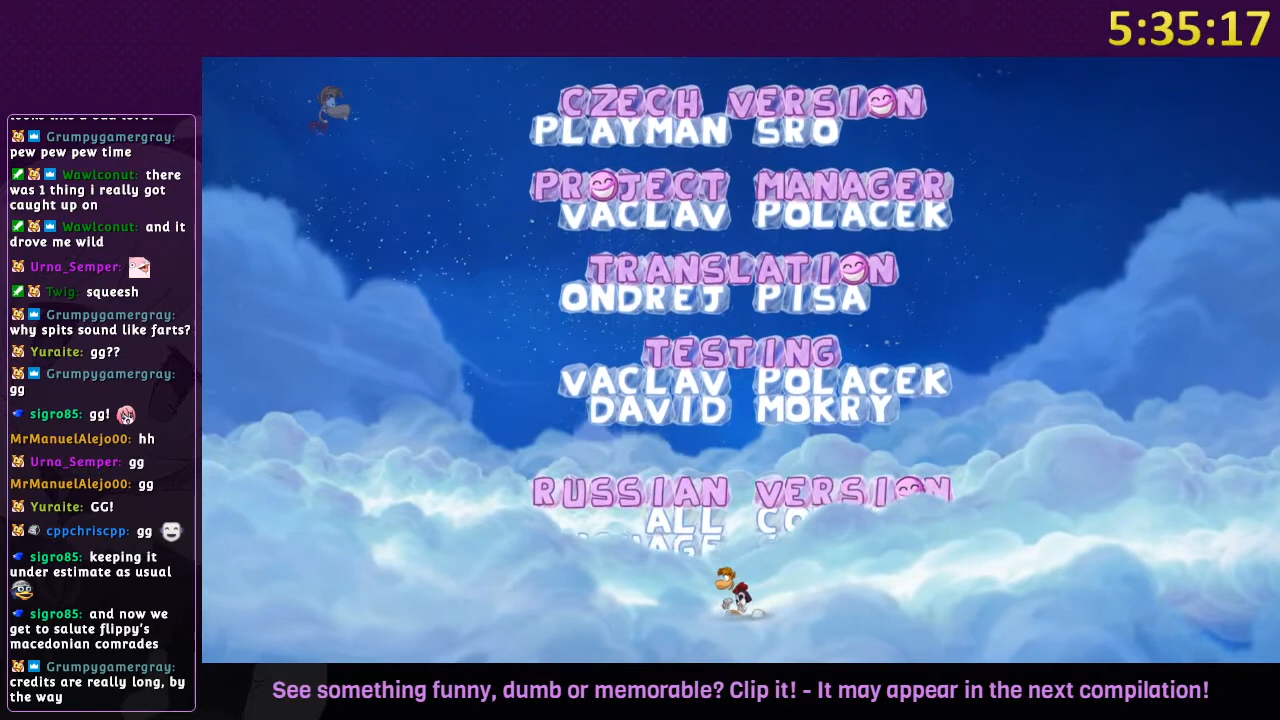 5:35:17
Grumpygamergray:
pew pew pew time
Wawlconut: there
was 1 thing i really got
caught up on
Wawlconut: and it
drove me wild
Urna_Semper:
Twig: squeesh
Grumpygamergray:
why spits sound like farts?
Yuraite: gg??
Grumpygamergray:
gg
sigro85: gg!
MrManuelAlejo00: hh
Urna_Semper: gg
MrManuelAlejo00: gg
Yuraite: GG!
cppchriscpp: gg
sigro85: keeping it
under estimate as usual
sigro85: and now we
get to salute flippy's
macedonian comrades
Grumpygamergray:
credits are really long, by
the way
CZECH VERSION
PLAYMAN SRO
PROJECT MANAGER
VACLAV POLACEK
TRANSLATION
ONDREJ PISA
TESTING
VACLAV POLACEK
DAVID MOKRY
RUSSIAN VERSION
ALL
See something funny, dumb or memorable? Clip it! - It may appear in the next compilation!